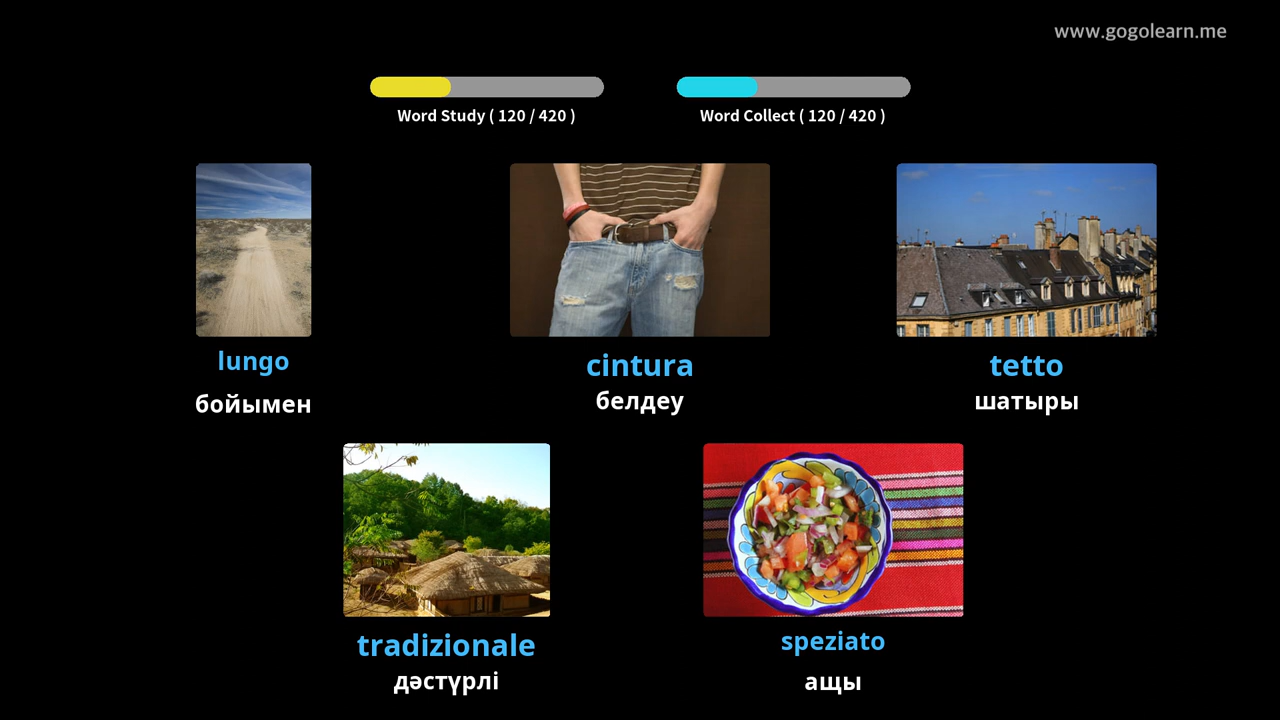 www.gogolearn.me
Word Study ( 120 / 420 )
Word Collect ( 120 / 420 )
lungo
бойымен
cintura
белдеу
tetto
шатыры
tradizionale
дәстүрлі
speziato
ащы